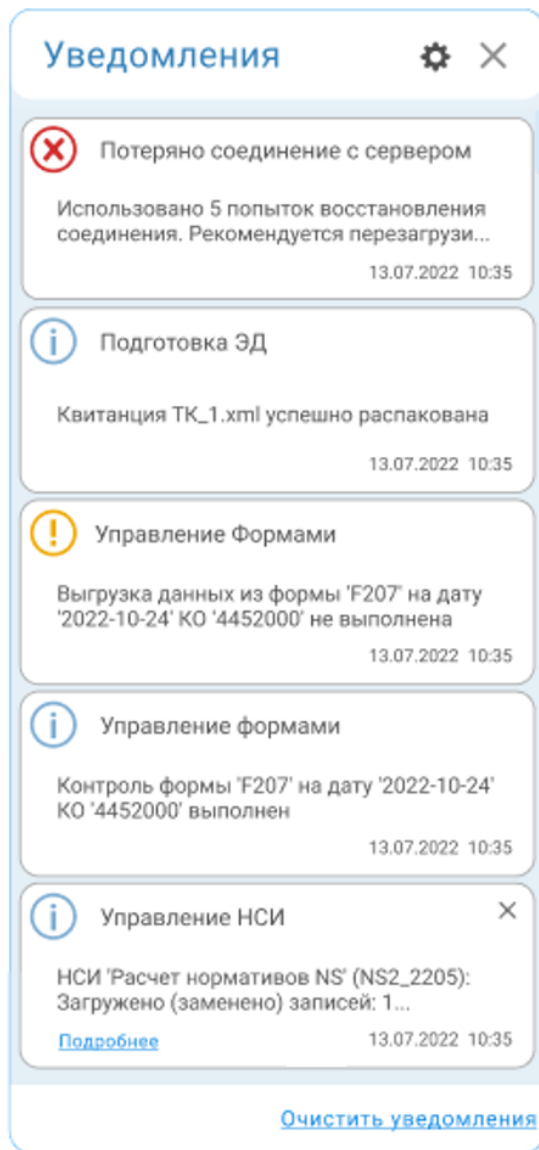 Уведомления
Потеряно соединение с сервером
Использовано 5 попыток восстановления
соединения. Рекомендуется перезагрузи...
13.07.2022 10:35
Подготовка ЭД
Квитанция ТК_1.xml успешно распакована
13.07.2022 10:35
Управление Формами
Выгрузка данных из формы 'F207' на дату
'2022-10-24' КО '4452000' не выполнена
13.07.2022 10:35
Управление формами
Контроль формы 'F207' на дату '2022-10-24'
КО '4452000' выполнен
13.07.2022 10:35
Управление НСИ
НСИ 'Расчет нормативов NS' (NS2_2205):
Загружено (заменено) записей: 1...
Подробнее 13.07.2022 10:35
Очистить уведомления